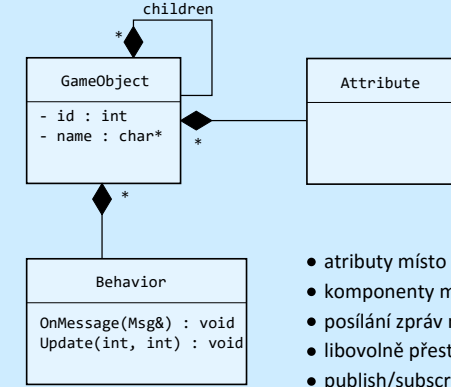 children
*
GameObject
Attribute
- id : int
- name : char*
*
*
Behavior
OnMessage(Msg&) : void
Update(int, int) : void
● atributy místo
● komponenty
● posílání zpráv
● libovolně
● publish/subscr